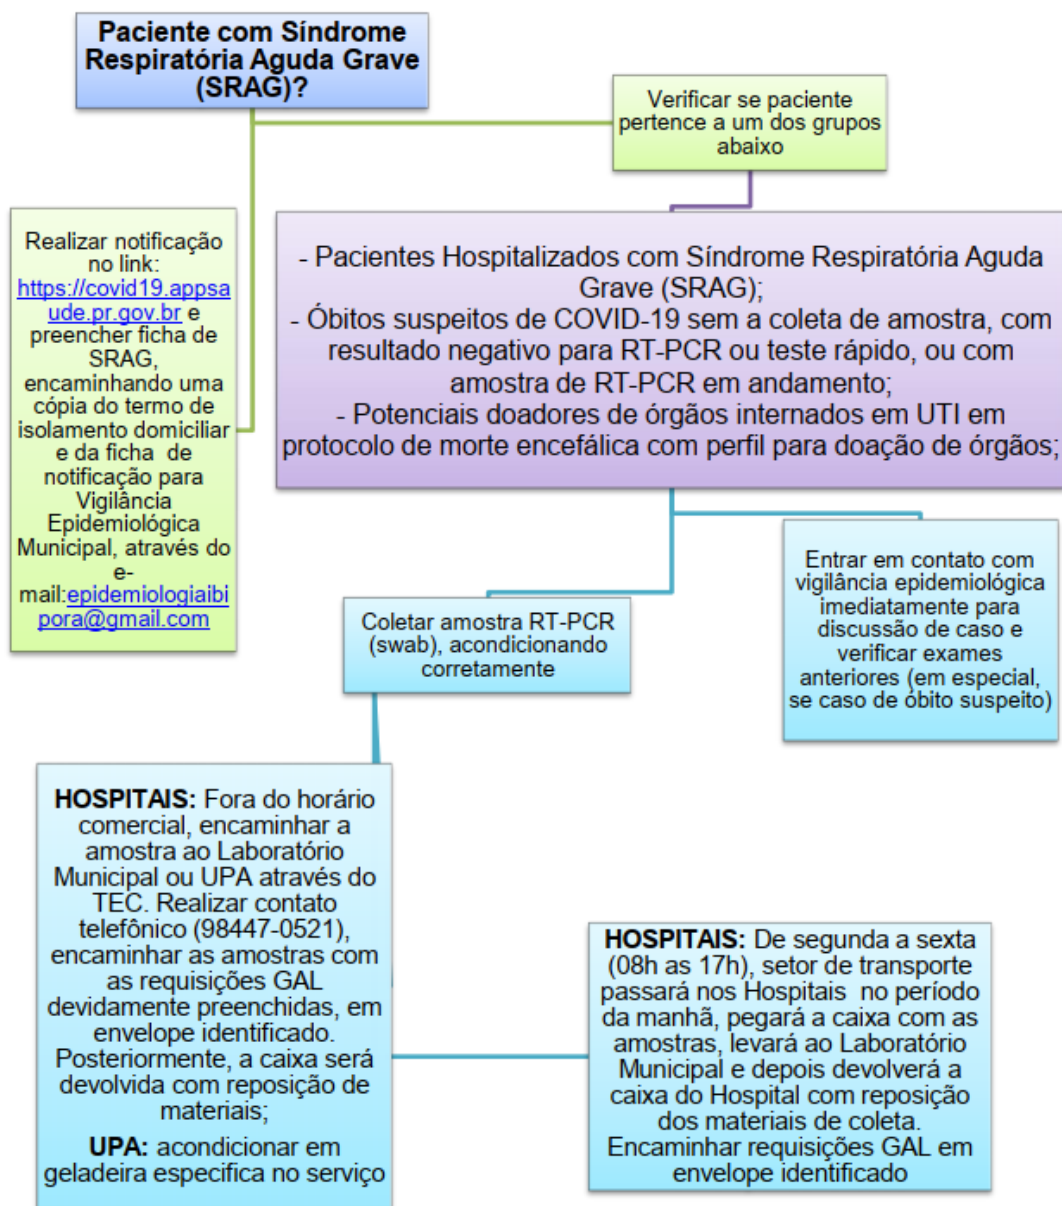 Paciente com Síndrome
Respiratória Aguda Grave
(SRAG)?
Verificar se paciente
pertence a um dos grupos
abaixo
Realizar notificação
no link:
https://covid19.appsa
ude.pr.gov.br e
preencher ficha de
SRAG,
encaminhando uma
cópia do termo de
isolamento domiciliar
e da ficha de
notificação para
Vigilância
Epidemiológica
Municipal, através do
e-
mail:epidemiologiaibi
pora@gmail.com
- Pacientes Hospitalizados com Síndrome Respiratória Aguda
Grave (SRAG);
- Óbitos suspeitos de COVID-19 sem a coleta de amostra, com
resultado negativo para RT-PCR ou teste rápido, ou com
amostra de RT-PCR em andamento;
- Potenciais doadores de órgãos internados em UTI em
protocolo de morte encefálica com perfil para doação de órgãos;
Entrar em contato com
vigilância epidemiológica
imediatamente para
discussão de caso e
verificar exames
anteriores (em especial,
se caso de óbito suspeito)
Coletar amostra RT-PCR
(swab), acondicionando
corretamente
HOSPITAIS: Fora do horário
comercial, encaminhar a
amostra ao Laboratório
Municipal ou UPA através do
TEC. Realizar contato
telefônico (98447-0521),
encaminhar as amostras com
as requisições GAL
devidamente preenchidas, em
envelope identificado.
Posteriormente, a caixa será
devolvida com reposição de
materiais;
UPA: acondicionar em
geladeira especifica no serviço
HOSPITAIS: De segunda a sexta
(08h as 17h), setor de transporte
passará nos Hospitais no período
da manhã, pegará a caixa com as
amostras, levará ao Laboratório
Municipal e depois devolverá a
caixa do Hospital com reposição
dos materiais de coleta.
Encaminhar requisições GAL em
envelope identificado